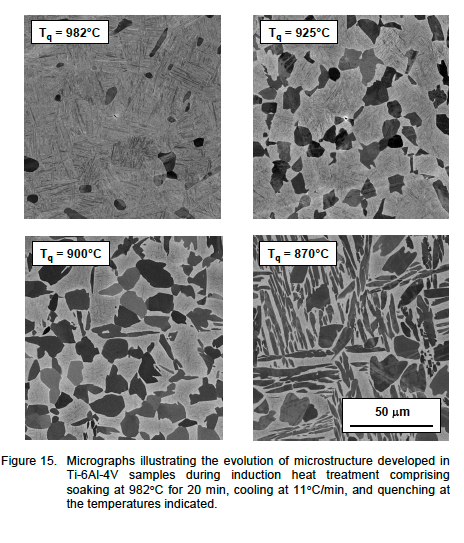 Tq = 982°C
Tq = 925°C
Tq = 900°C
Tq = 870°C
50 μm
Figure 15. Micrographs illustrating the evolution of microstructure developed in
Ti-6Al-4V samples during induction heat treatment comprising
soaking at 982°C for 20 min, cooling at 11°C/min, and quenching at
the temperatures indicated.